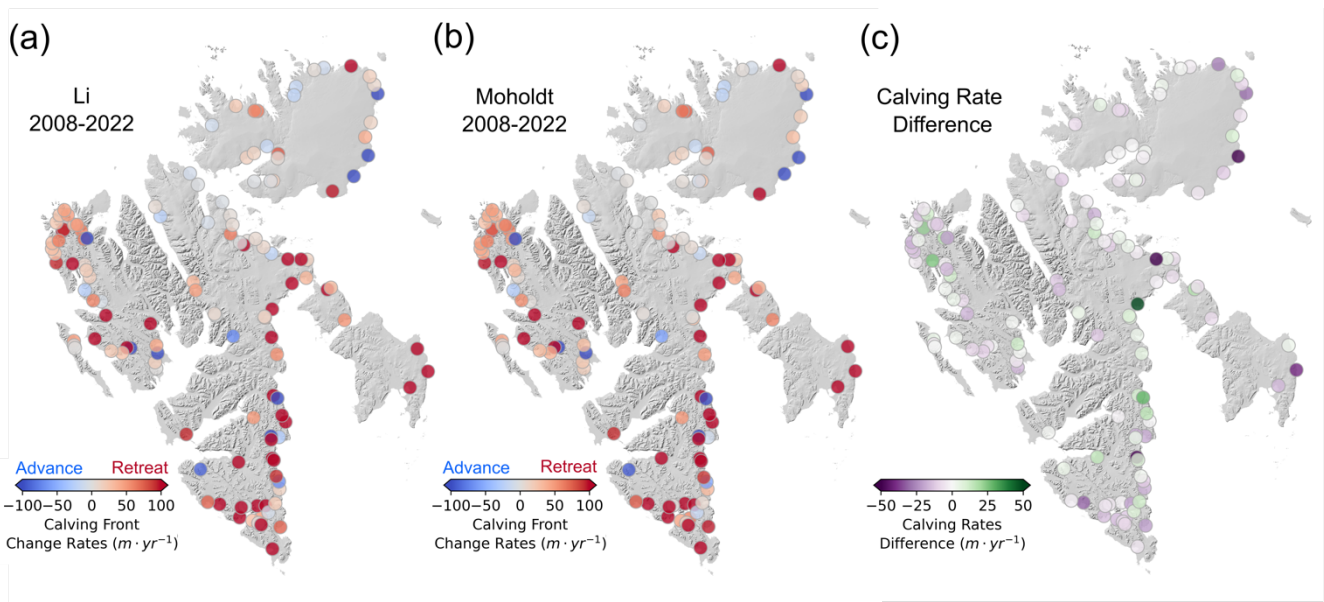 (a)
Li
2008-2022
Advance Retreat
−100 −50 0 50 100
Calving Front
Change Rates (m · yr⁻¹)
(b)
Moholdt
2008-2022
Advance Retreat
−100 −50 0 50 100
Calving Front
Change Rates (m · yr⁻¹)
(c)
Calving Rate
Difference
−50 −25 0 25 50
Calving Rates
Difference (m · yr⁻¹)